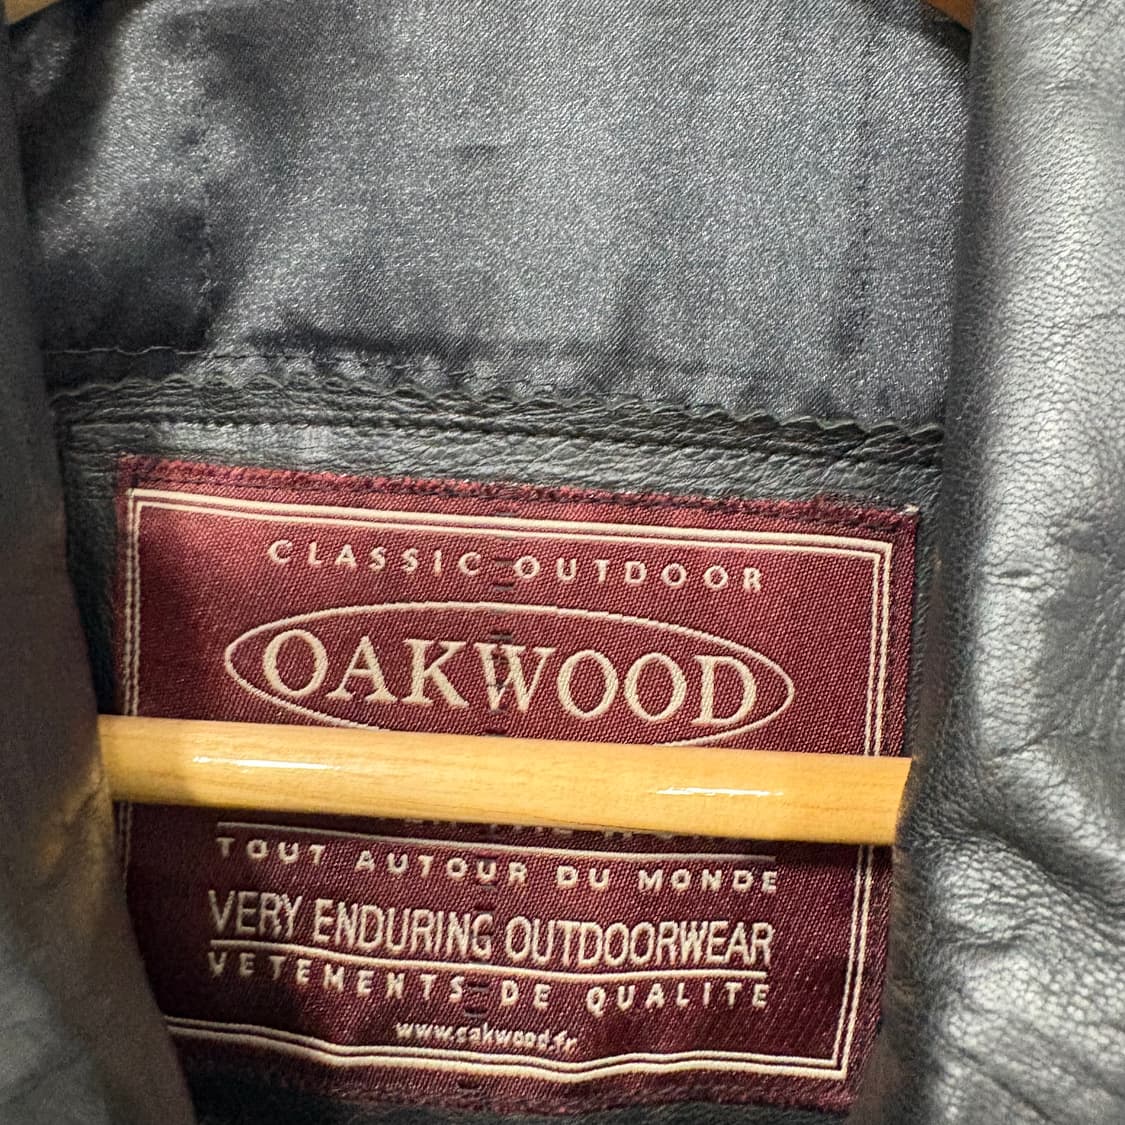 CLASSIC OUTDOOR
OAKWOOD
TOUT AUTOUR DU MONDE
VERY ENDURING OUTDOORWEAR
VETEMENTS DE QUALITE
www.oakwood.fr